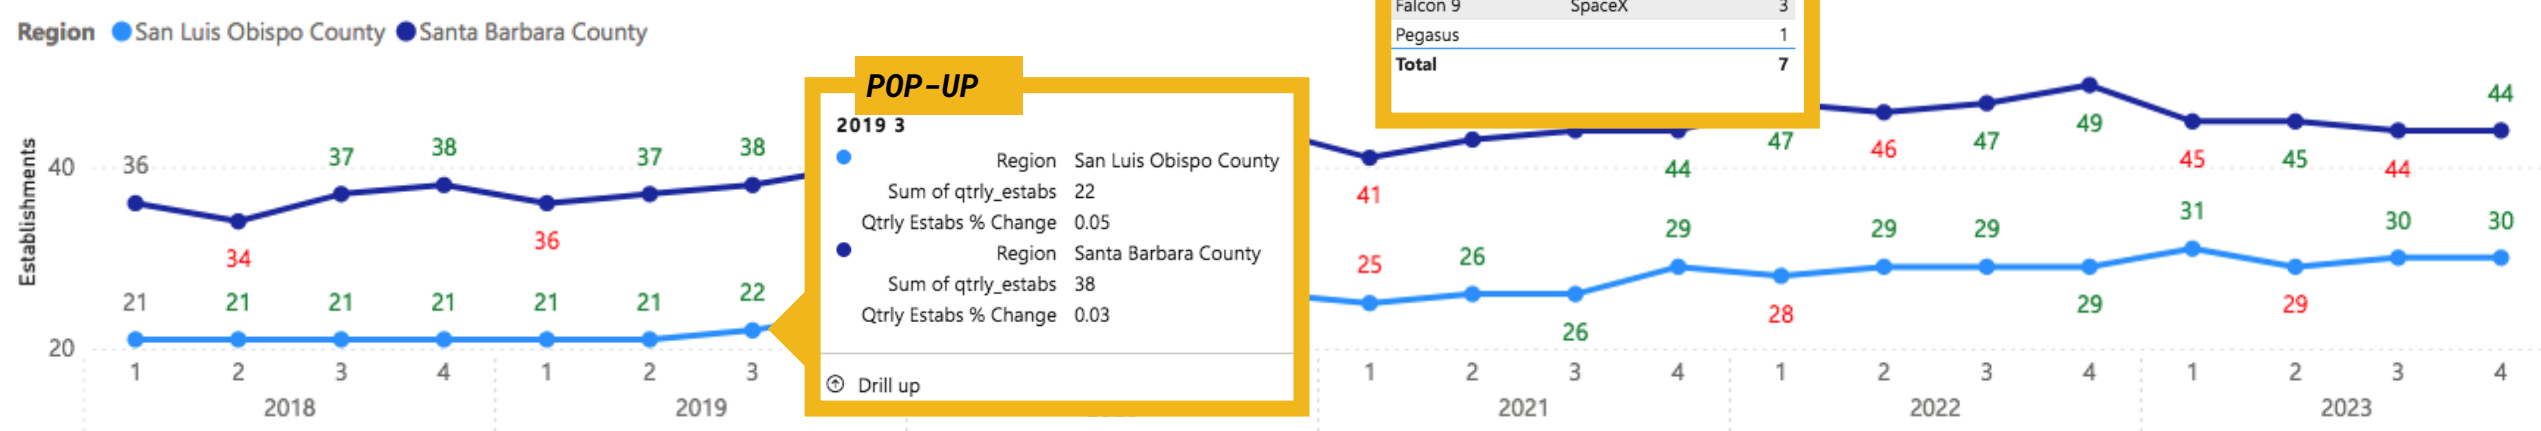 Region San Luis Obispo County Santa Barbara County
Falcon 9 SpaceX 3
Pegasus 1
Total 7
POP-UP
2019 3
Region San Luis Obispo County
Sum of qtrly_estabs 22
Qtrly Estabs % Change 0.05
Region Santa Barbara County
Sum of qtrly_estabs 38
Qtrly Estabs % Change 0.03
Drill up
Establishments
40
20
36 34 37 38 36 37 38 41 44 47 46 47 49 45 45 44 44
21 21 21 21 21 21 22 25 26 26 29 28 29 29 29 31 29 30 30
1 2 3 4 1 2 3 1 2 3 4 1 2 3 4 1 2 3 4
2018 2019 2021 2022 2023